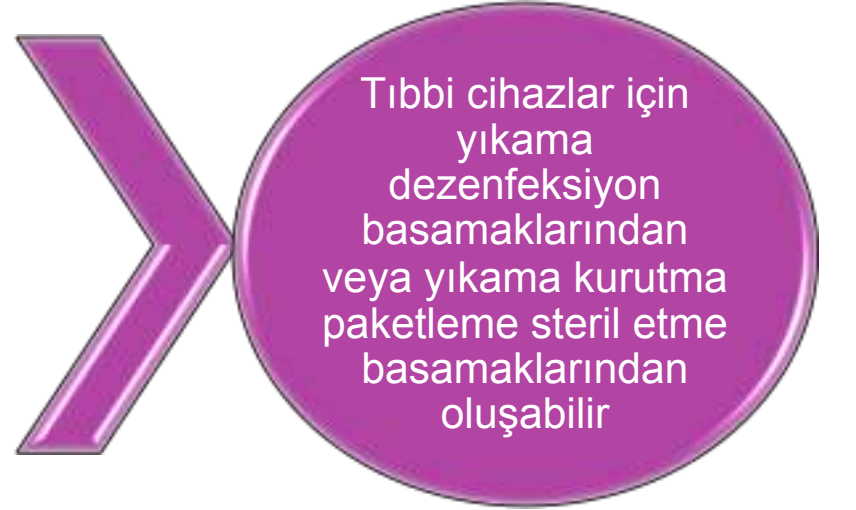 Tıbbi cihazlar için
yıkama
dezenfeksiyon
basamaklarından
veya yıkama kurutma
paketleme steril etme
basamaklarından
oluşabilir